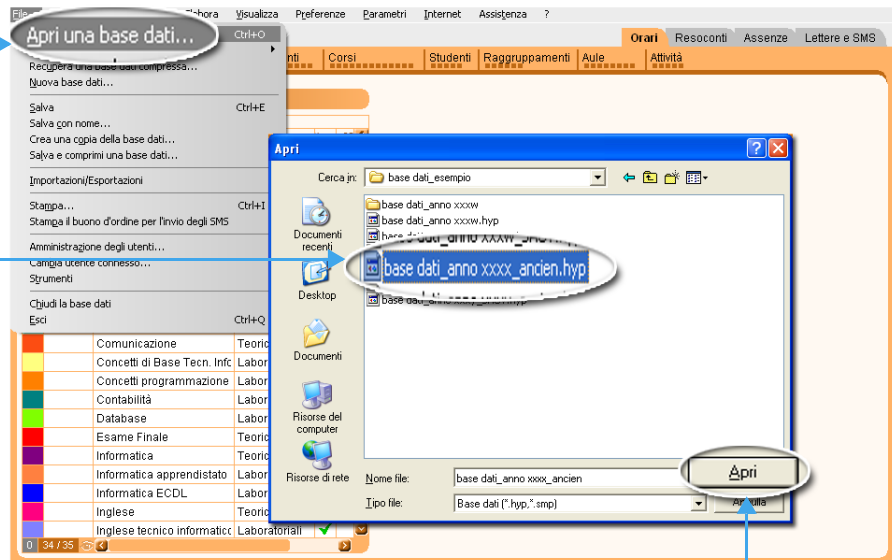 Elabora Visualizza Preferenze Parametri Internet Assistenza ?
Apri una base dati... Ctrl+O
Orari Resoconti Assenze Lettere e SMS
Corsi Studenti Raggruppamenti Aule Attività
Recupera una base dati compressa...
Nuova base dati...
Salva Ctrl+E
Salva con nome...
Crea una copia della base dati...
Salva e comprimi una base dati...
Importazioni/Esportazioni
Stampa... Ctrl+I
Stampa il buono d'ordine per l'invio degli SMS
Amministrazione degli utenti...
Cambia utente connesso...
Strumenti
Chiudi la base dati
Esci Ctrl+Q
Apri
Cerca in: base dati_esempio
Documenti recenti
Desktop
Documenti
Risorse del computer
Risorse di rete
base dati_anno xxxw
base dati_anno xxxw.hyp
base dati_anno xxxx_ancien.hyp
Nome file: base dati_anno xxxx_ancien
Apri
Tipo file: Base dati (*.hyp,*.smp)
Annulla
Comunicazione
Concetti di Base Tecn. Infc
Concetti programmazione Labor
Contabilità Labor
Database Labor
Esame Finale
Informatica
Informatica apprendistato Labor
Informatica ECDL Labor
Inglese
Inglese tecnico informaticc Laboratoriali
0 34 / 35